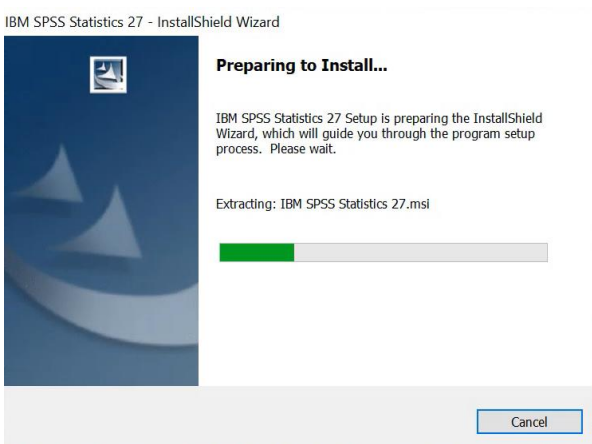 IBM SPSS Statistics 27 - InstallShield Wizard
Preparing to Install...
IBM SPSS Statistics 27 Setup is preparing the InstallShield
Wizard, which will guide you through the program setup
process.  Please wait.
Extracting: IBM SPSS Statistics 27.msi
Cancel